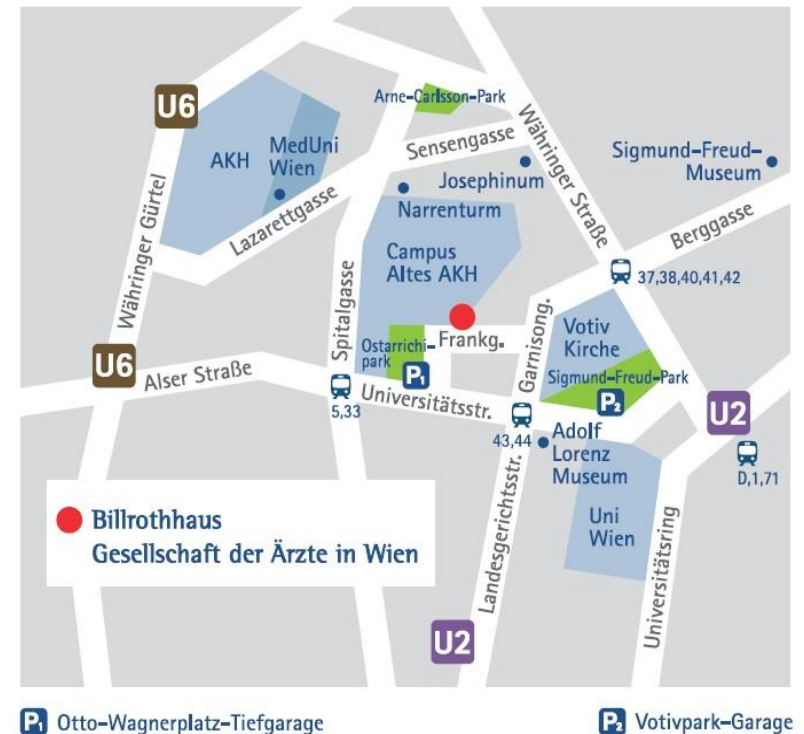 U6
Arne-Carlsson-Park
AKH
MedUni
Wien
Sensengasse
Währinger Straße
Sigmund-Freud-
Museum
Josephinum
Narrenturm
Lazarettgasse
Währinger Gürtel
Spitalgasse
Campus
Altes AKH
Berggasse
37,38,40,41,42
Ostarrichi-
park
Frankg.
Garnisong.
Votiv
Kirche
Sigmund-Freud-Park
U6
Alser Straße
P1
P2
U2
5,33
Universitätsstr.
43,44
Adolf
Lorenz
Museum
D,1,71
Landesgerichtsstr.
Uni
Wien
Universitätsring
Billrothhaus
Gesellschaft der Ärzte in Wien
U2
P1 Otto-Wagnerplatz-Tiefgarage
P2 Votivpark-Garage